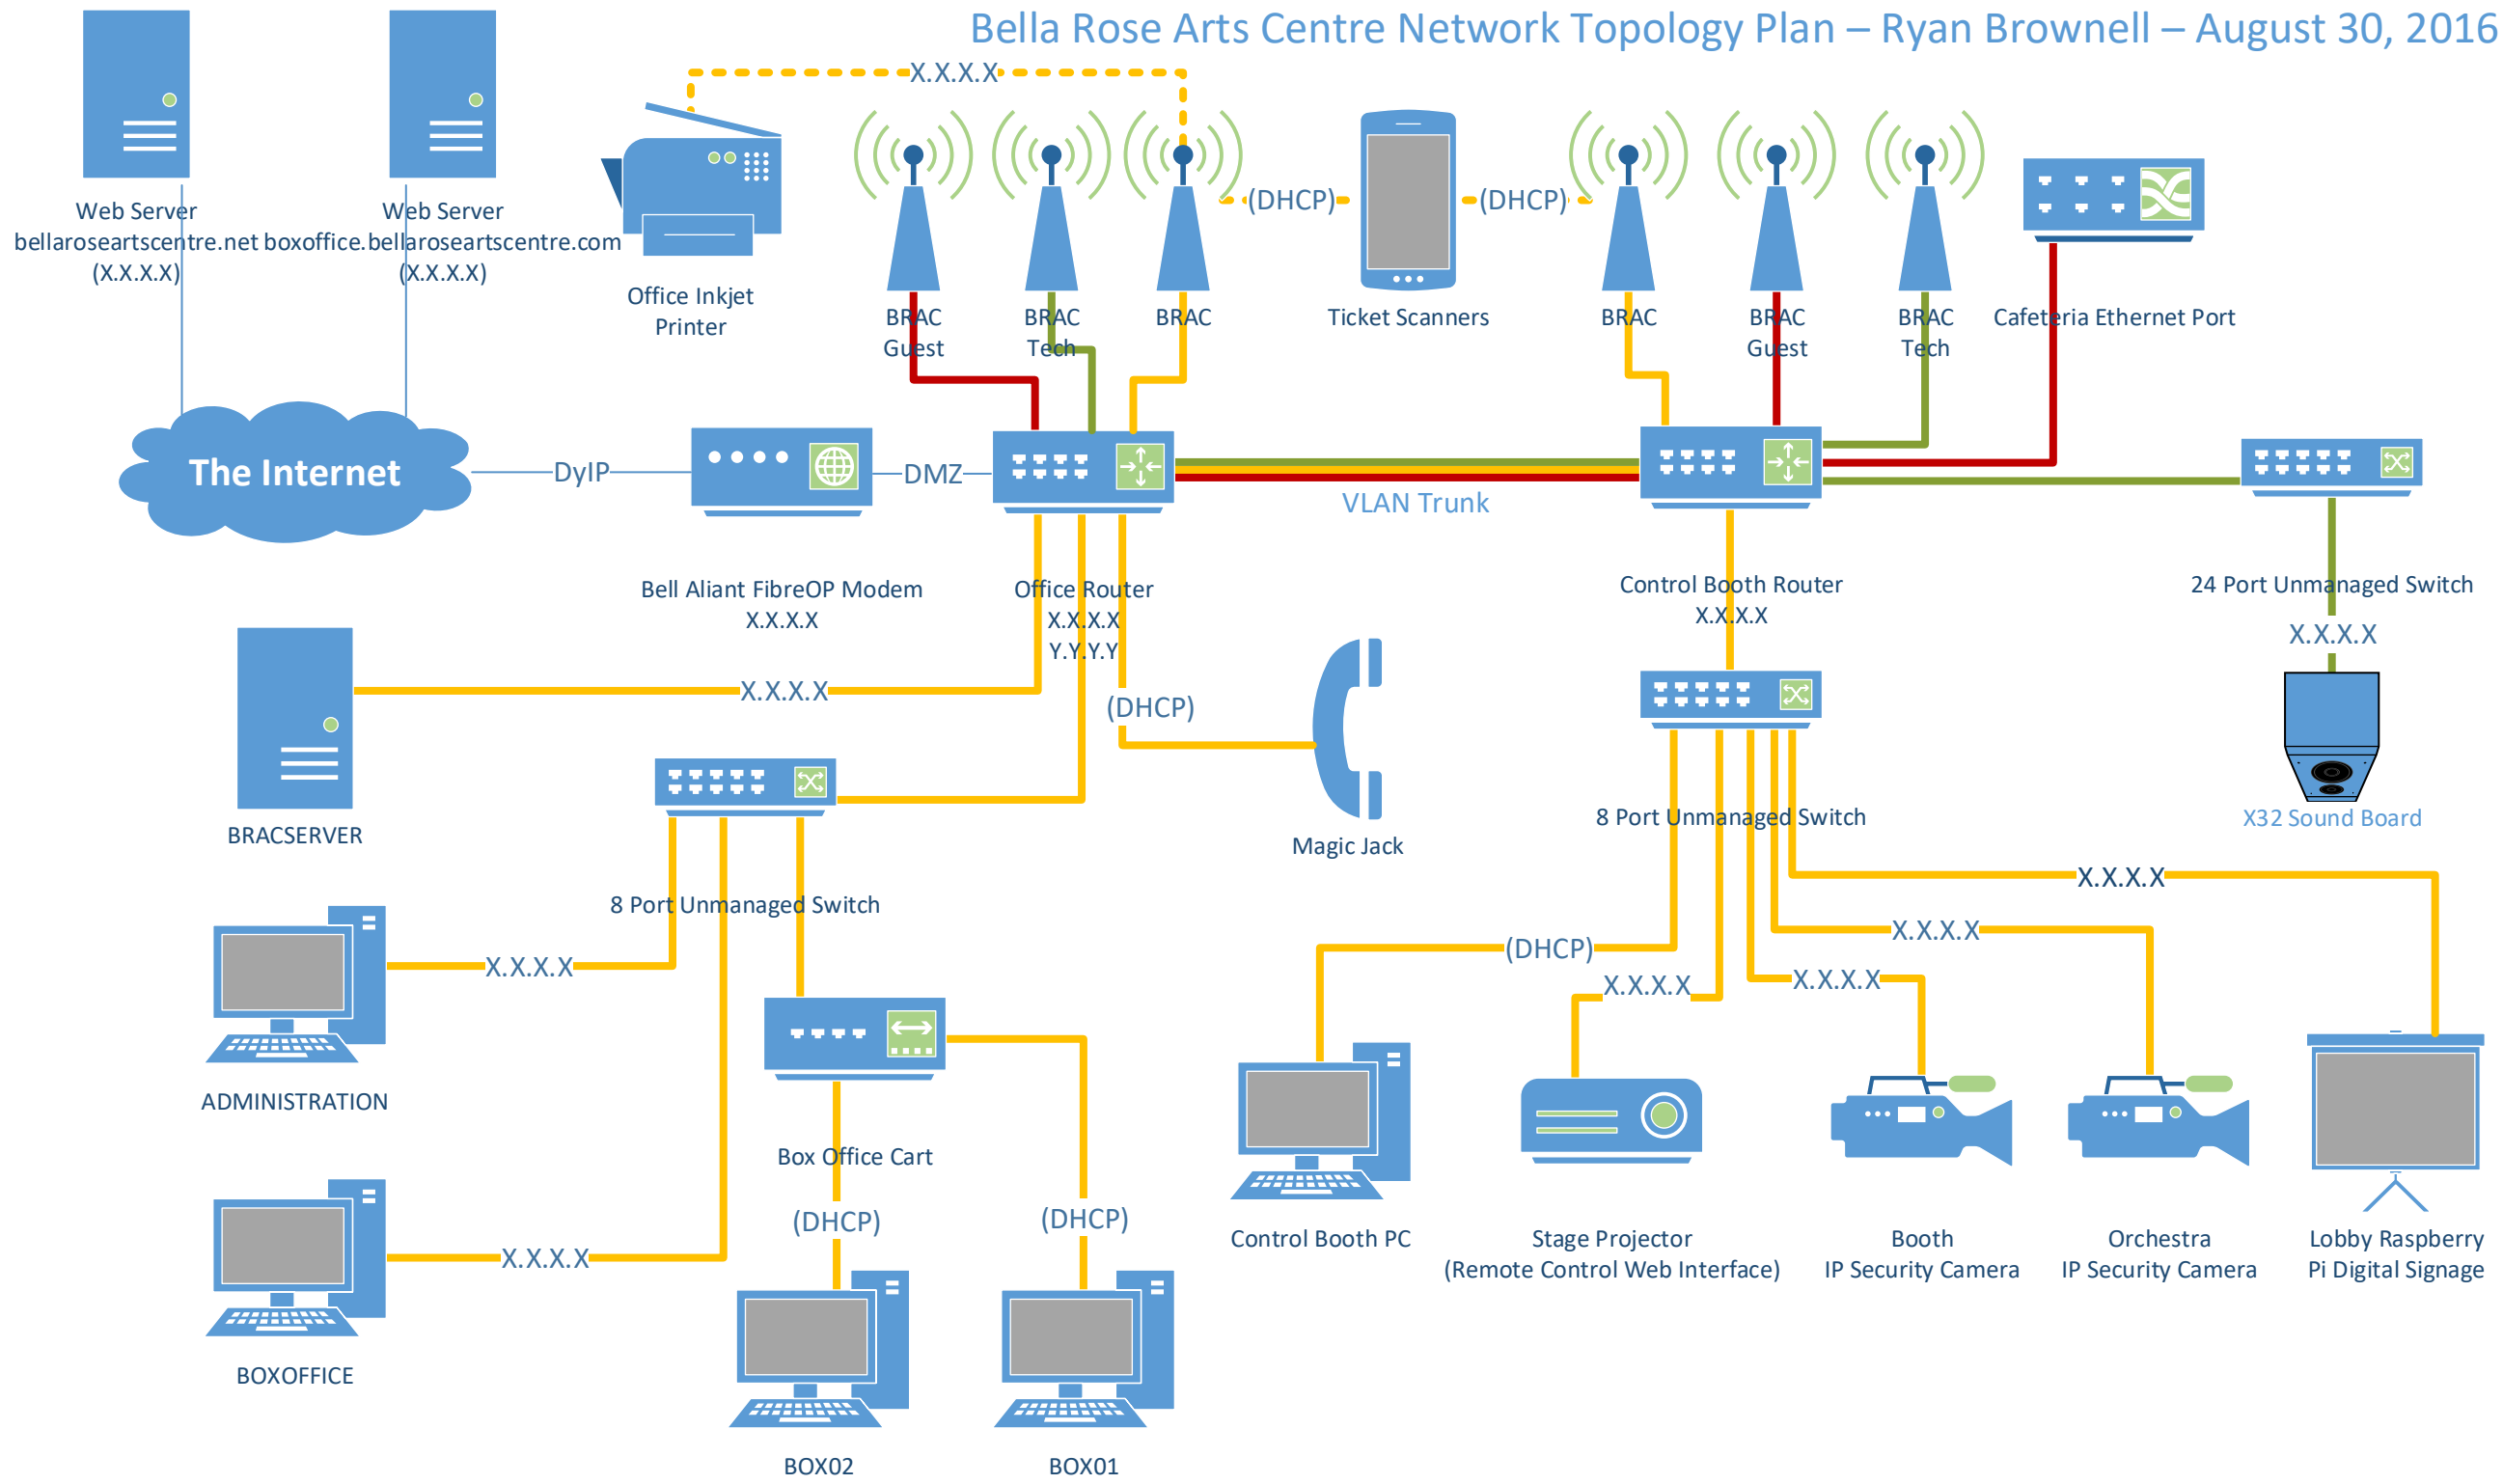 Bella Rose Arts Centre Network Topology Plan – Ryan Brownell – August 30, 2016
X.X.X.X
Web Server
bellaroseartscentre.net
(X.X.X.X)
Web Server
boxoffice.bellaroseartscentre.com
(X.X.X.X)
Office Inkjet
Printer
BRAC
Guest
BRAC
Tech
BRAC
(DHCP)
Ticket Scanners
(DHCP)
BRAC
BRAC
Guest
BRAC
Tech
Cafeteria Ethernet Port
The Internet
DyIP
DMZ
VLAN Trunk
Bell Aliant FibreOP Modem
X.X.X.X
Office Router
X.X.X.X
Y.Y.Y.Y
Control Booth Router
X.X.X.X
24 Port Unmanaged Switch
X.X.X.X
X32 Sound Board
X.X.X.X
BRACSERVER
(DHCP)
Magic Jack
8 Port Unmanaged Switch
8 Port Unmanaged Switch
X.X.X.X
ADMINISTRATION
X.X.X.X
BOXOFFICE
Box Office Cart
(DHCP)
(DHCP)
BOX02
BOX01
(DHCP)
X.X.X.X
X.X.X.X
X.X.X.X
X.X.X.X
Control Booth PC
Stage Projector
(Remote Control Web Interface)
Booth
IP Security Camera
Orchestra
IP Security Camera
Lobby Raspberry
Pi Digital Signage